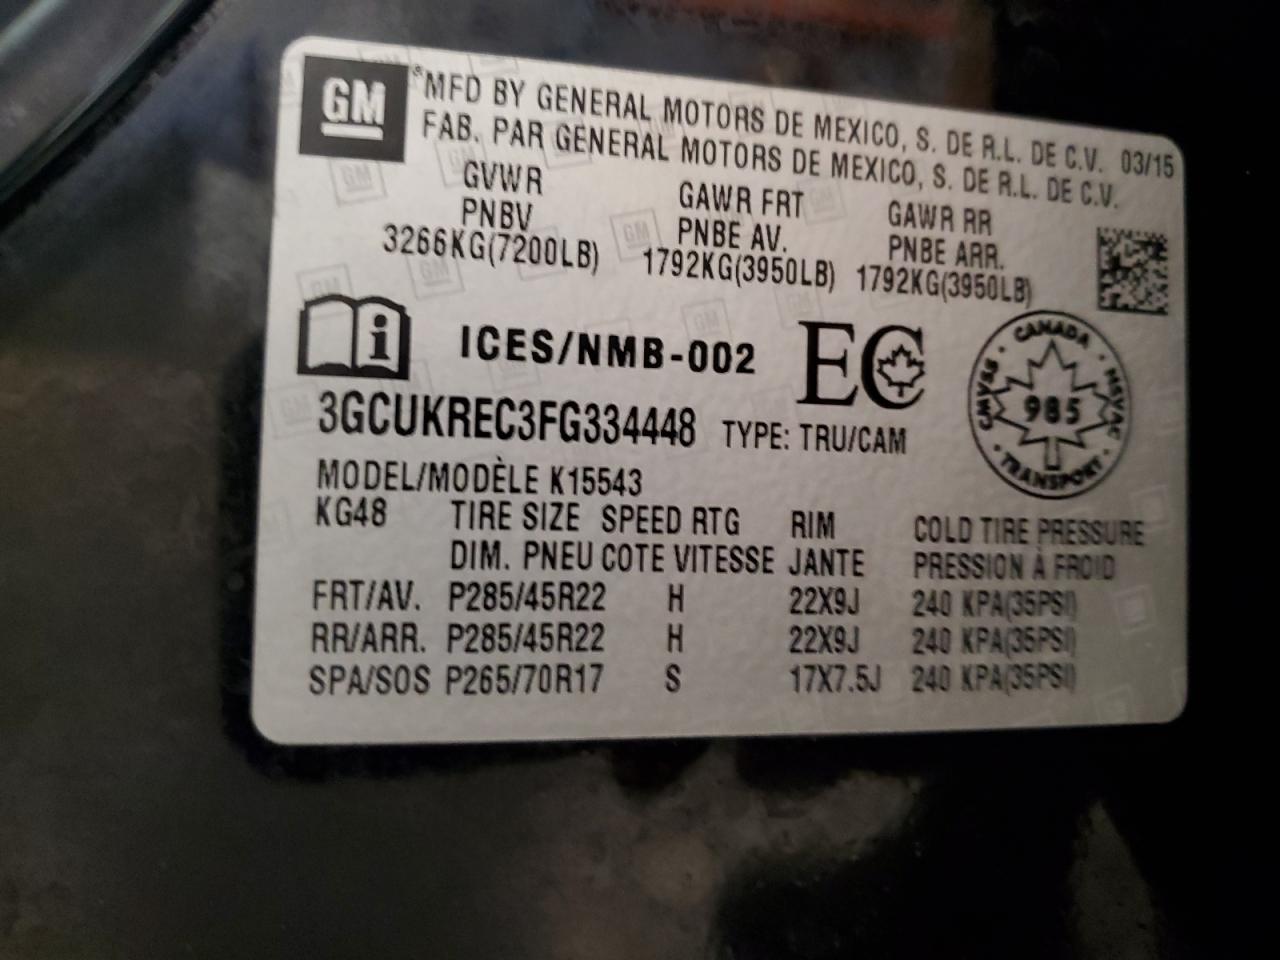 GM
MFD BY GENERAL MOTORS DE MEXICO, S. DE R.L. DE C.V. 03/15
FAB. PAR GENERAL MOTORS DE MEXICO, S. DE R.L. DE C.V.
GVWR GAWR FRT GAWR RR
PNBV PNBE AV. PNBE ARR.
3266KG(7200LB) 1792KG(3950LB) 1792KG(3950LB)
i ICES/NMB-002 EC
CANADA
CMVSS 985 NSVAC
TRANSPORT
3GCUKREC3FG334448 TYPE: TRU/CAM
MODEL/MODÈLE K15543
KG48 TIRE SIZE SPEED RTG RIM COLD TIRE PRESSURE
DIM. PNEU COTE VITESSE JANTE PRESSION À FROID
FRT/AV. P285/45R22 H 22X9J 240 KPA(35PSI)
RR/ARR. P285/45R22 H 22X9J 240 KPA(35PSI)
SPA/SOS P265/70R17 S 17X7.5J 240 KPA(35PSI)